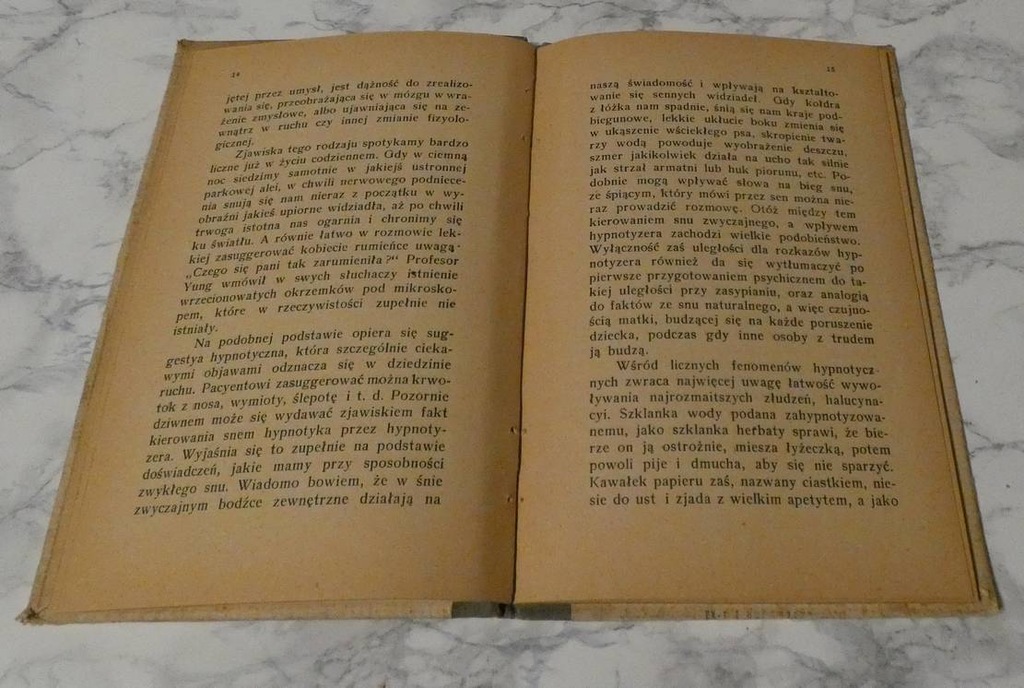 14
jętej przez umysł, jest dążność do zrealizo-
wania się, przeobrażająca się w mózgu w wra-
żenie zmysłowe, albo ujawniająca się na ze-
wnątrz w ruchu czy innej zmianie fizyolo-
gicznej.
Zjawiska tego rodzaju spotykamy bardzo
liczne już w życiu codziennem. Gdy w ciemną
noc siedzimy samotnie w jakiejś ustronnej
parkowej alei, w chwili nerwowego podniece-
nia snują się nam nieraz z początku w wy-
obraźni jakieś upiorne widziadła, aż po chwili
trwoga istotna nas ogarnia i chronimy się
ku światłu. A równie łatwo w rozmowie lek-
kiej zasuggerować kobiecie rumieńce uwagą·
„Czego się pani tak zarumieniła?“ Profesor
Yung wmówił w swych słuchaczy istnienie
wrzecionowatych okrzemków pod mikrosko-
pem, które w rzeczywistości zupełnie nie
istniały.
Na podobnej podstawie opiera się sug-
gestya hypnotyczna, która szczególnie cieka-
wymi objawami odznacza się w dziedzinie
ruchu. Pacyentowi zasuggerować można krwo-
tok z nosa, wymioty, ślepotę i t. d. Pozornie
dziwnem może się wydawać zjawiskiem fakt
kierowania snem hypnotyka przez hypnoty-
zera. Wyjaśnia się to zupełnie na podstawie
doświadczeń, jakie mamy przy sposobności
zwykłego snu. Wiadomo bowiem, że w śnie
zwyczajnym bodźce zewnętrzne działają na
15
naszą świadomość i wpływają na kształto-
wanie się sennych widziadeł. Gdy kołdra
z łóżka nam spadnie, śnią się nam kraje pod-
biegunowe, lekkie ukłucie boku zmienia się
w ukąszenie wściekłego psa, skropienie twa-
rzy wodą powoduje wyobrażenie deszczu,
szmer jakikolwiek działa na ucho tak silnie
jak strzał armatni lub huk piorunu, etc. Po-
dobnie mogą wpływać słowa na bieg snu,
ze śpiącym, który mówi przez sen można nie-
raz prowadzić rozmowę. Otóż między tem
kierowaniem snu zwyczajnego, a wpływem
hypnotyzera zachodzi wielkie podobieństwo.
Wyłączność zaś uległości dla rozkazów hyp-
notyzera również da się wytłumaczyć po
pierwsze przygotowaniem psychicznem do ta-
kiej uległości przy zasypianiu, oraz analogią
do faktów ze snu naturalnego, a więc czujno-
ścią matki, budzącej się na każde poruszenie
dziecka, podczas gdy inne osoby z trudem
ją budzą.
Wśród licznych fenomenów hypnotycz-
nych zwraca najwięcej uwagę łatwość wywo-
ływania najrozmaitszych złudzeń, halucyna-
cyi. Szklanka wody podana zahypnotyzowa-
nemu, jako szklanka herbaty sprawi, że bie-
rze on ją ostrożnie, miesza łyżeczką, potem
powoli pije i dmucha, aby się nie sparzyć.
Kawałek papieru zaś, nazwany ciastkiem, nie-
sie do ust i zjada z wielkim apetytem, a jako